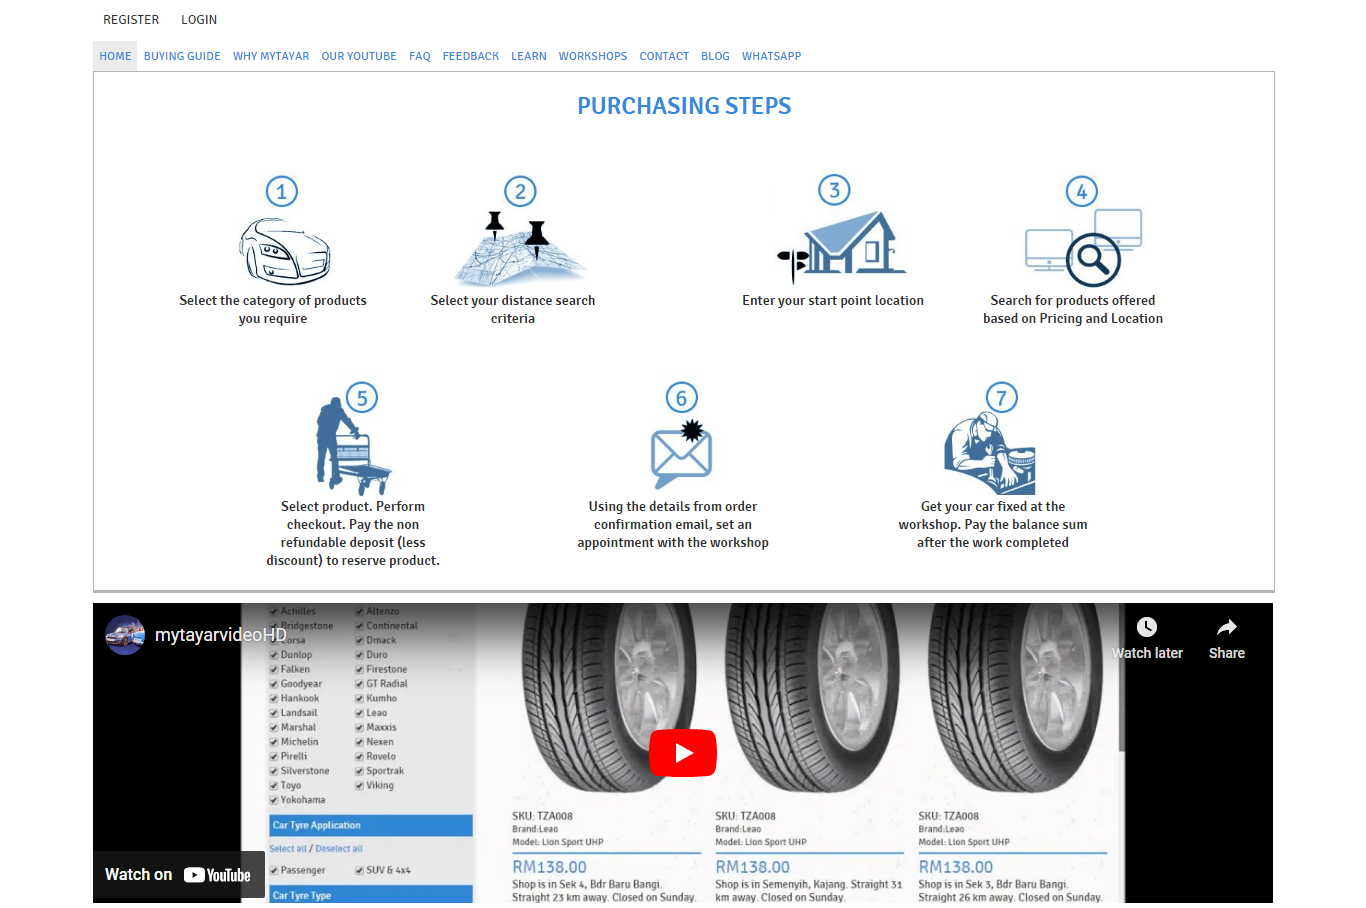 REGISTER LOGIN
HOME BUYING GUIDE WHY MYTAYAR OUR YOUTUBE FAQ FEEDBACK LEARN WORKSHOPS CONTACT BLOG WHATSAPP
PURCHASING STEPS
1
Select the category of products
you require
2
Select your distance search
criteria
3
Enter your start point location
4
Search for products offered
based on Pricing and Location
5
Select product. Perform
checkout. Pay the non
refundable deposit (less
discount) to reserve product.
6
Using the details from order
confirmation email, set an
appointment with the workshop
7
Get your car fixed at the
workshop. Pay the balance sum
after the work completed
mytayarvideoHD
Watch later
Share
Achilles Altenzo
Bridgestone Continental
Corsa Dmack
Dunlop Duro
Falken Firestone
Goodyear GT Radial
Hankook Kumho
Landsail Leao
Marshal Maxxis
Michelin Nexen
Pirelli Rovelo
Silverstone Sportrak
Toyo Viking
Yokohama
Car Tyre Application
Select all / Deselect all
Passenger SUV & 4x4
Car Tyre Type
SKU: TZA008
Brand:Leao
Model: Lion Sport UHP
RM138.00
Shop is in Sek 4, Bdr Baru Bangi.
Straight 23 km away. Closed on Sunday.
SKU: TZA008
Brand:Leao
Model: Lion Sport UHP
RM138.00
Shop is in Semenyih, Kajang. Straight 31
km away. Closed on Sunday.
SKU: TZA008
Brand:Leao
Model: Lion Sport UHP
RM138.00
Shop is in Sek 3, Bdr Baru Bangi.
Straight 26 km away. Closed on Sunday.
Watch on YouTube